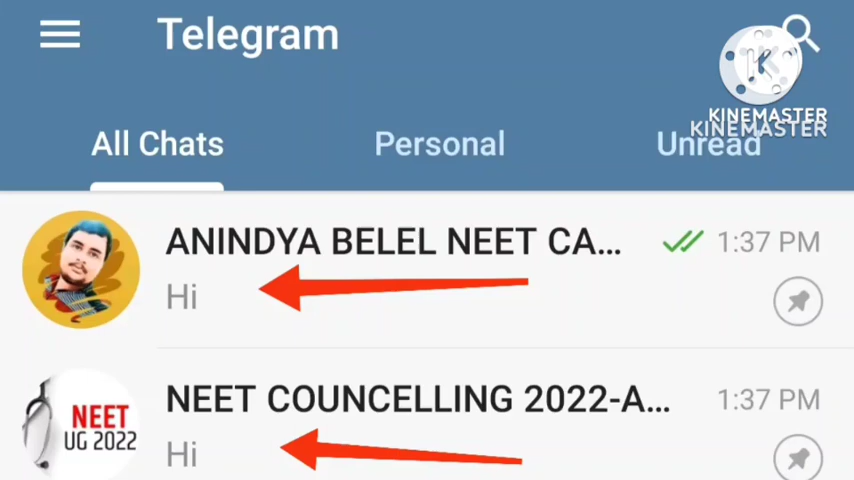 Telegram
KINEMASTER
KINEMASTER
All Chats Personal Unread
ANINDYA BELEL NEET CA... 1:37 PM
Hi
NEET COUNCELLING 2022-A... 1:37 PM
NEET
UG 2022
Hi